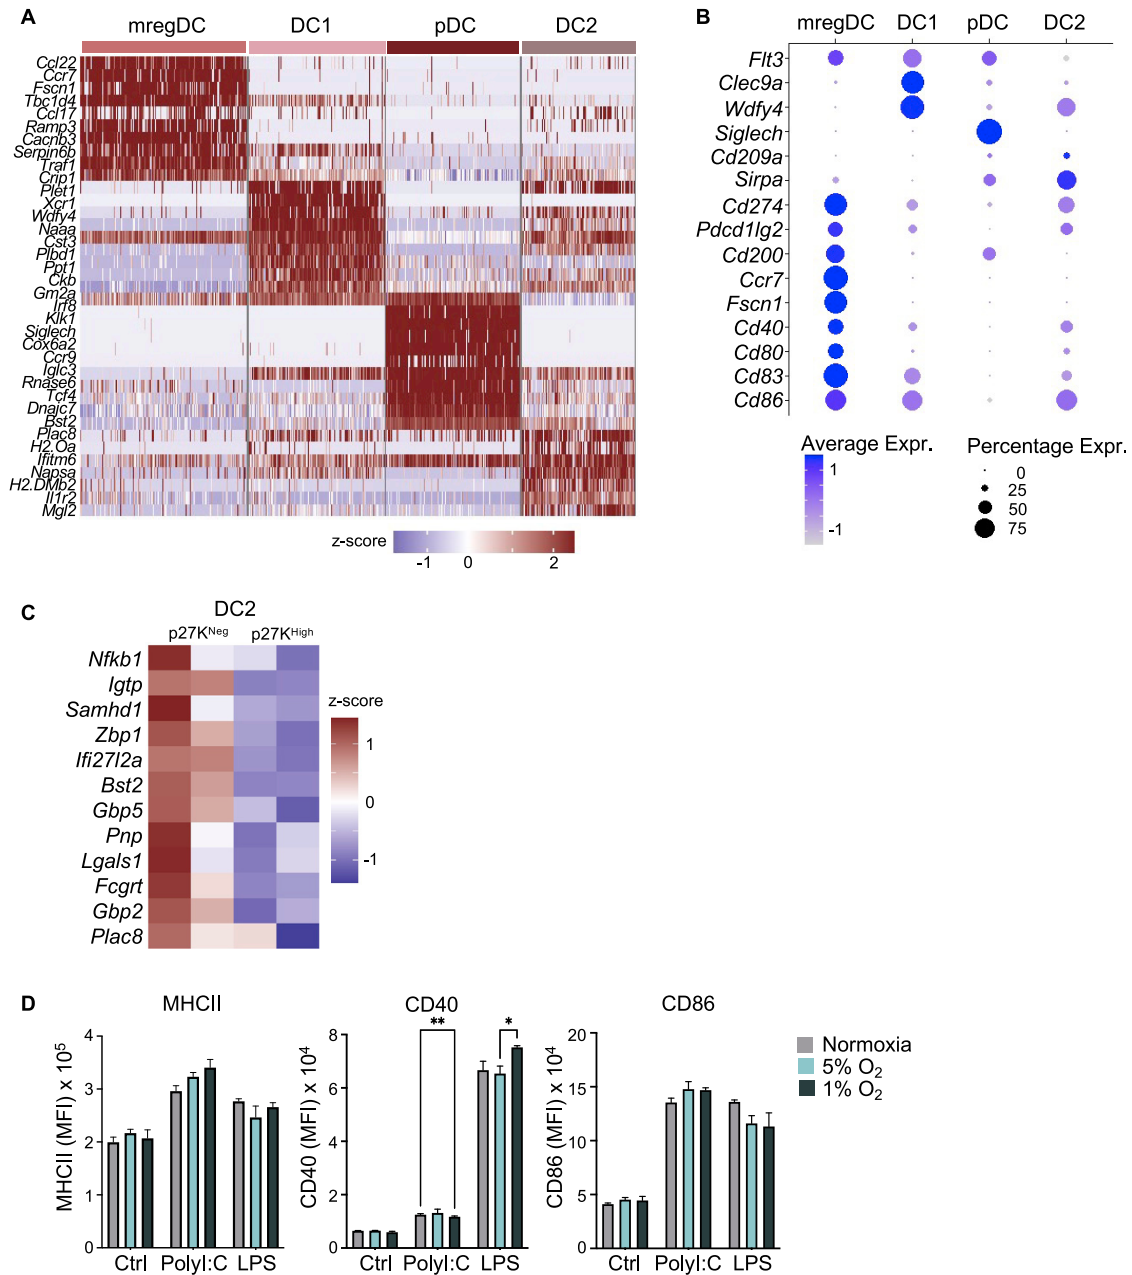 A
mregDC DC1 pDC DC2
Ccl22
Ccr7
Fscn1
Tbc1d4
Ccl17
Ramp3
Cacnb3
Serpin6b
Traf1
Crip1
Plet1
Xcr1
Wdfy4
Naaa
Cst3
Plbd1
Ppt1
Ckb
Gm2a
Irf8
Klk1
Siglech
Cox6a2
Ccr9
Iglc3
Rnase6
Tcf4
Dnajc7
Bst2
Plac8
H2.Oa
Ifitm6
Napsa
H2.DMb2
Il1r2
Mgl2
z-score
-1 0 2
B
mregDC DC1 pDC DC2
Flt3
Clec9a
Wdfy4
Siglech
Cd209a
Sirpa
Cd274
Pdcd1lg2
Cd200
Ccr7
Fscn1
Cd40
Cd80
Cd83
Cd86
Average Expr.
1
-1
Percentage Expr.
0
25
50
75
C
DC2
p27KNeg p27KHigh
Nfkb1
Igtp
Samhd1
Zbp1
Ifi27l2a
Bst2
Gbp5
Pnp
Lgals1
Fcgrt
Gbp2
Plac8
z-score
1
0
-1
D
MHCII
MHCII (MFI) x 10⁵
4
3
2
1
0
Ctrl PolyI:C LPS
CD40
CD40 (MFI) x 10⁴
8
6
4
2
0
** *
Ctrl PolyI:C LPS
CD86
CD86 (MFI) x 10⁴
20
15
10
5
0
Ctrl PolyI:C LPS
Normoxia
5% O₂
1% O₂